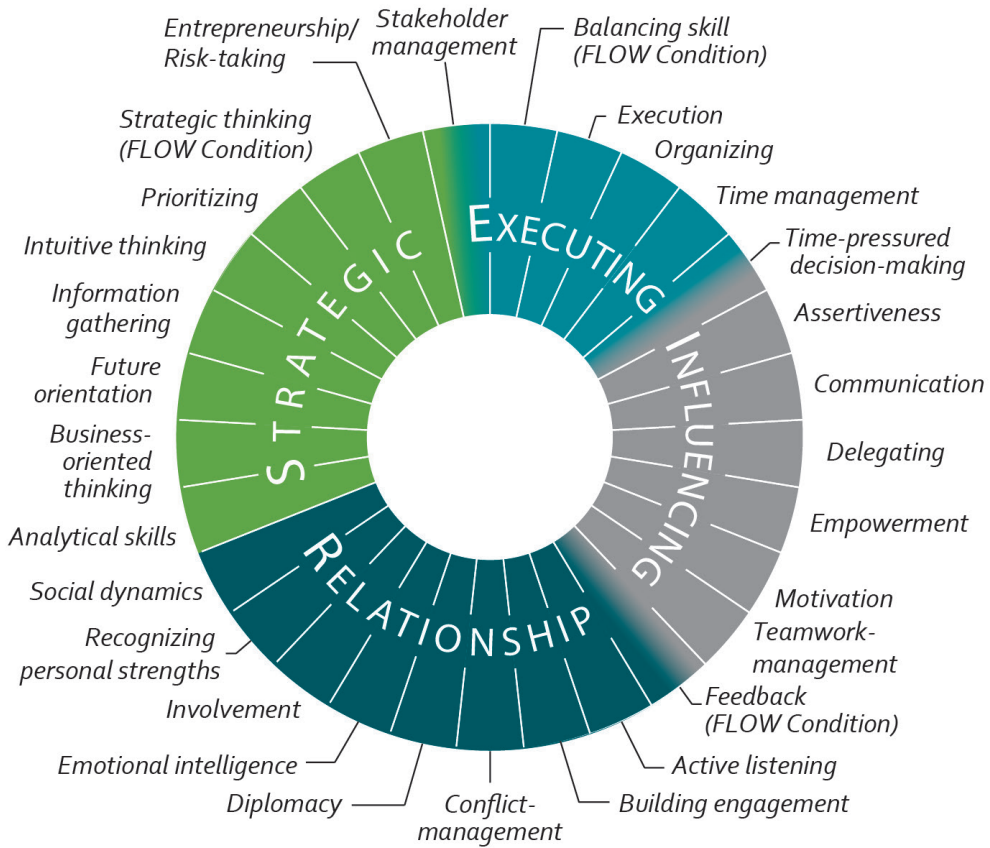 Entrepreneurship/
Risk-taking
Stakeholder
management
Balancing skill
(FLOW Condition)
Execution
Organizing
Time management
Time-pressured
decision-making
Assertiveness
Communication
Delegating
Empowerment
Motivation
Teamwork-
management
Feedback
(FLOW Condition)
Active listening
Building engagement
Conflict-
management
Diplomacy
Emotional intelligence
Involvement
Recognizing
personal strengths
Social dynamics
Analytical skills
Business-
oriented
thinking
Future
orientation
Information
gathering
Intuitive thinking
Prioritizing
Strategic thinking
(FLOW Condition)
EXECUTING
INFLUENCING
RELATIONSHIP
STRATEGIC